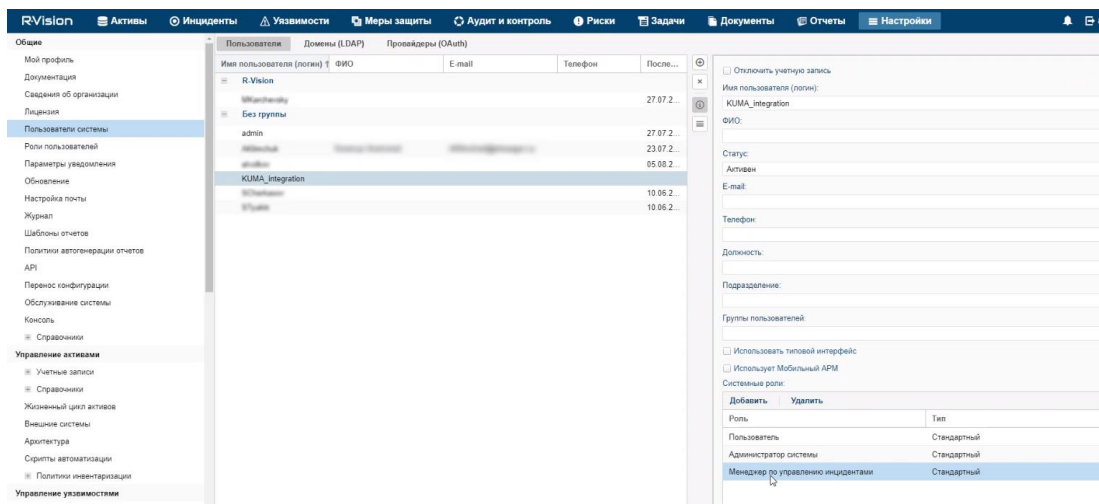 R·Vision
Активы
Инциденты
Уязвимости
Меры защиты
Аудит и контроль
Риски
Задачи
Документы
Отчеты
Настройки
Общие
Мой профиль
Документация
Сведения об организации
Лицензия
Пользователи системы
Роли пользователей
Параметры уведомления
Обновление
Настройка почты
Журнал
Шаблоны отчетов
Политики автогенерации отчетов
API
Перенос конфигурации
Обслуживание системы
Консоль
Справочники
Управление активами
Учетные записи
Справочники
Жизненный цикл активов
Внешние системы
Архитектура
Скрипты автоматизации
Политики инвентаризации
Управление уязвимостями
Пользователи
Домены (LDAP)
Провайдеры (OAuth)
Имя пользователя (логин) ↑ ФИО E-mail Телефон После...
R-Vision
27.07.2...
Без группы
admin 27.07.2...
23.07.2...
05.08.2...
KUMA_integration
10.06.2...
10.06.2...
Отключить учетную запись
Имя пользователя (логин):
KUMA_integration
ФИО:
Статус:
Активен
E-mail:
Телефон:
Должность:
Подразделение:
Группы пользователей:
Использовать типовой интерфейс
Использует Мобильный АРМ
Системные роли:
Добавить Удалить
Роль Тип
Пользователь Стандартный
Администратор системы Стандартный
Менеджер по управлению инцидентами Стандартный